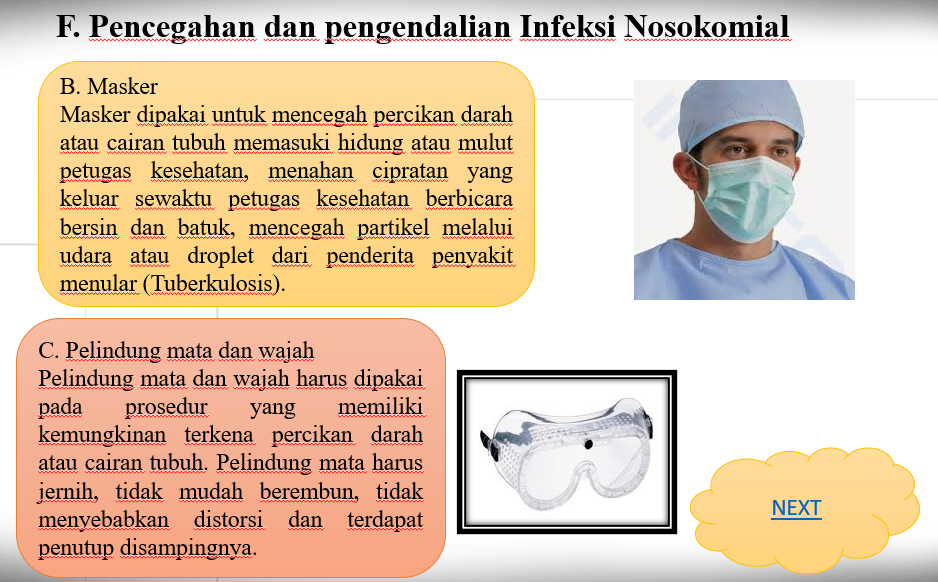 F. Pencegahan dan pengendalian Infeksi Nosokomial
B. Masker
Masker dipakai untuk mencegah percikan darah
atau cairan tubuh memasuki hidung atau mulut
petugas kesehatan, menahan cipratan yang
keluar sewaktu petugas kesehatan berbicara
bersin dan batuk, mencegah partikel melalui
udara atau droplet dari penderita penyakit
menular (Tuberkulosis).
C. Pelindung mata dan wajah
Pelindung mata dan wajah harus dipakai
pada prosedur yang memiliki
kemungkinan terkena percikan darah
atau cairan tubuh. Pelindung mata harus
jernih, tidak mudah berembun, tidak
menyebabkan distorsi dan terdapat
penutup disampingnya.
NEXT